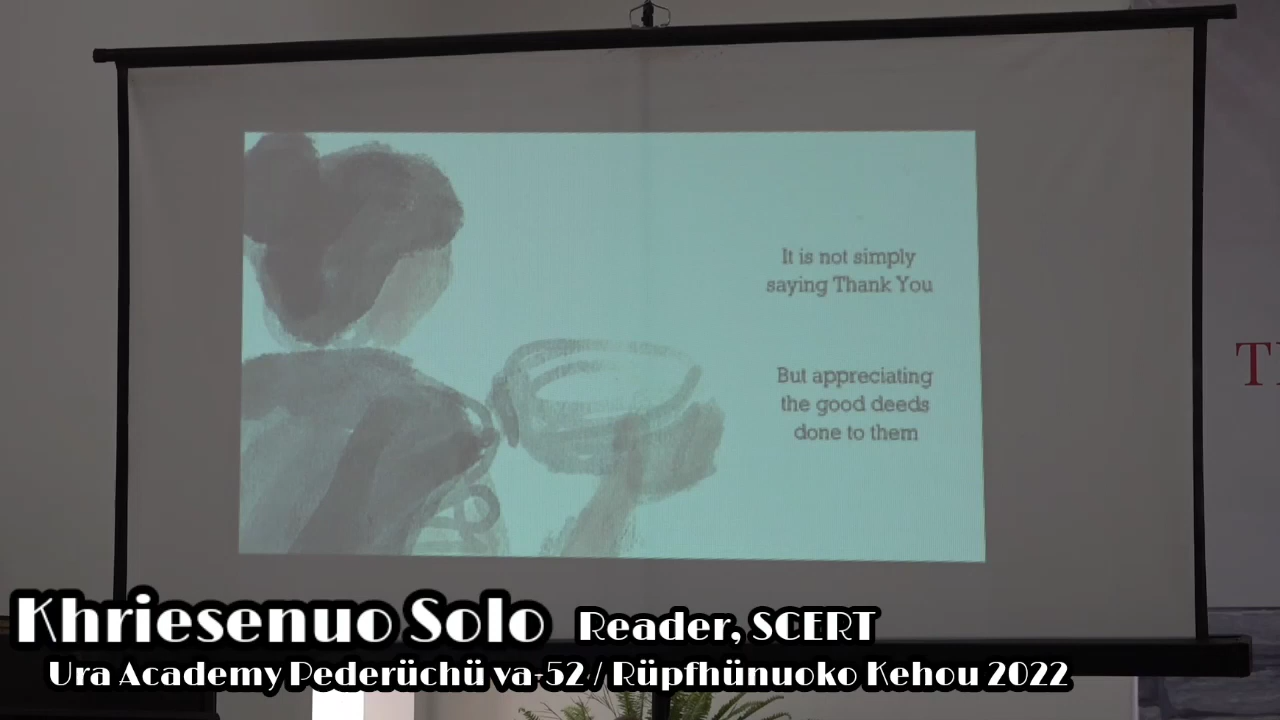 It is not simply
saying Thank You
But appreciating
the good deeds
done to them
T
Khriesenuo Solo Reader, SCERT
Ura Academy Pederüchü va-52 / Rüpfhünuoko Kehou 2022